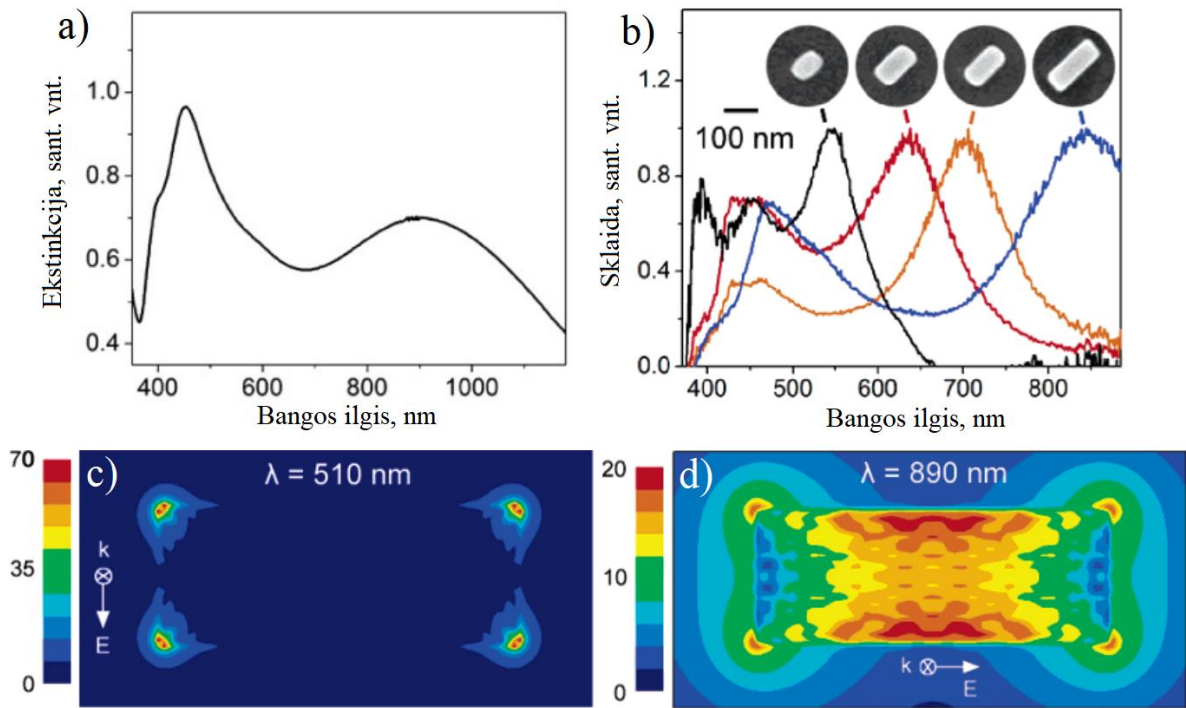 a)
Ekstinkcija, sant. vnt.
1.0
0.8
0.6
0.4
400 600 800 1000
Bangos ilgis, nm
b)
Sklaida, sant. vnt.
1.2
0.8
0.4
0.0
100 nm
400 500 600 700 800
Bangos ilgis, nm
70
35
0
c)
λ = 510 nm
k
E
20
10
0
d)
λ = 890 nm
k
E